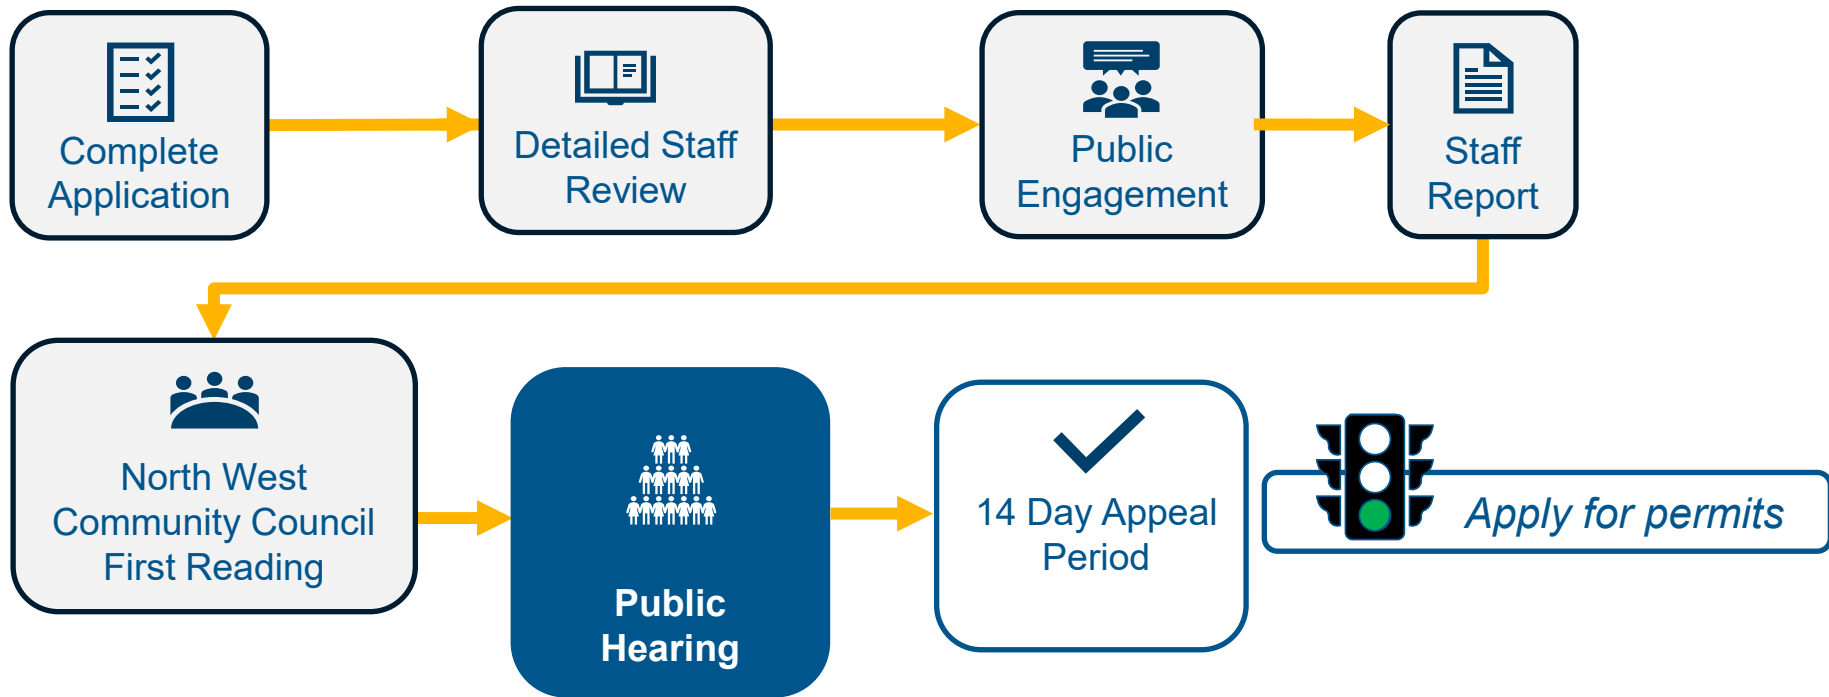 Complete
Application
Detailed Staff
Review
Public
Engagement
Staff
Report
North West
Community Council
First Reading
Public
Hearing
14 Day Appeal
Period
Apply for permits